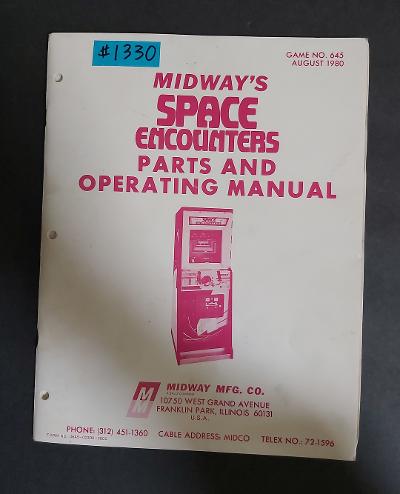 #1330
GAME NO. 645
AUGUST 1980
MIDWAY'S
SPACE
ENCOUNTERS
PARTS AND
OPERATING MANUAL
MIDWAY MFG. CO.
10750 WEST GRAND AVENUE
FRANKLIN PARK, ILLINOIS 60131
U.S.A.
PHONE: (312) 451-1360 CABLE ADDRESS: MIDCO TELEX NO.: 72-1596